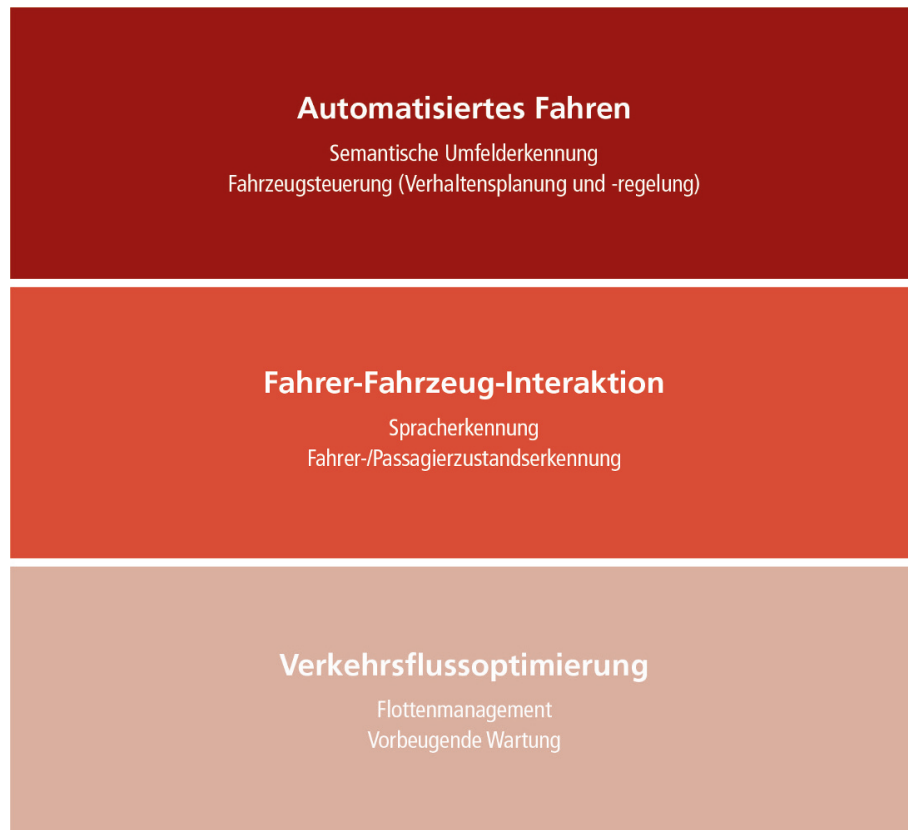 Automatisiertes Fahren
Semantische Umfelderkennung
Fahrzeugsteuerung (Verhaltensplanung und -regelung)
Fahrer-Fahrzeug-Interaktion
Spracherkennung
Fahrer-/Passagierzustandserkennung
Verkehrsflussoptimierung
Flottenmanagement
Vorbeugende Wartung